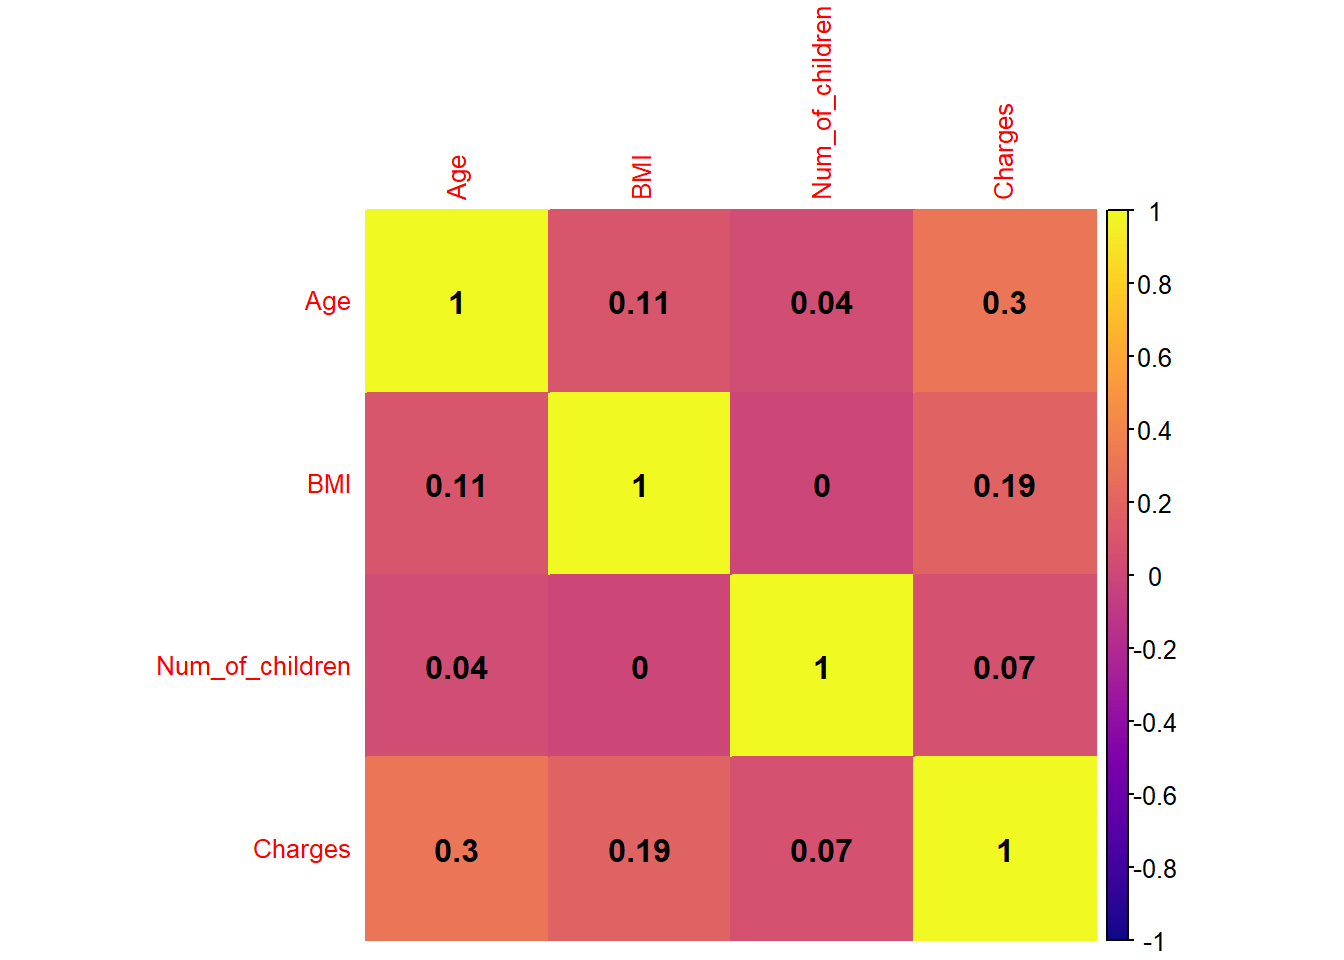 Age BMI Num_of_children Charges
1
0.8
0.6
0.4
0.2
0
-0.2
-0.4
-0.6
-0.8
-1
Age 1 0.11 0.04 0.3
BMI 0.11 1 0 0.19
Num_of_children 0.04 0 1 0.07
Charges 0.3 0.19 0.07 1